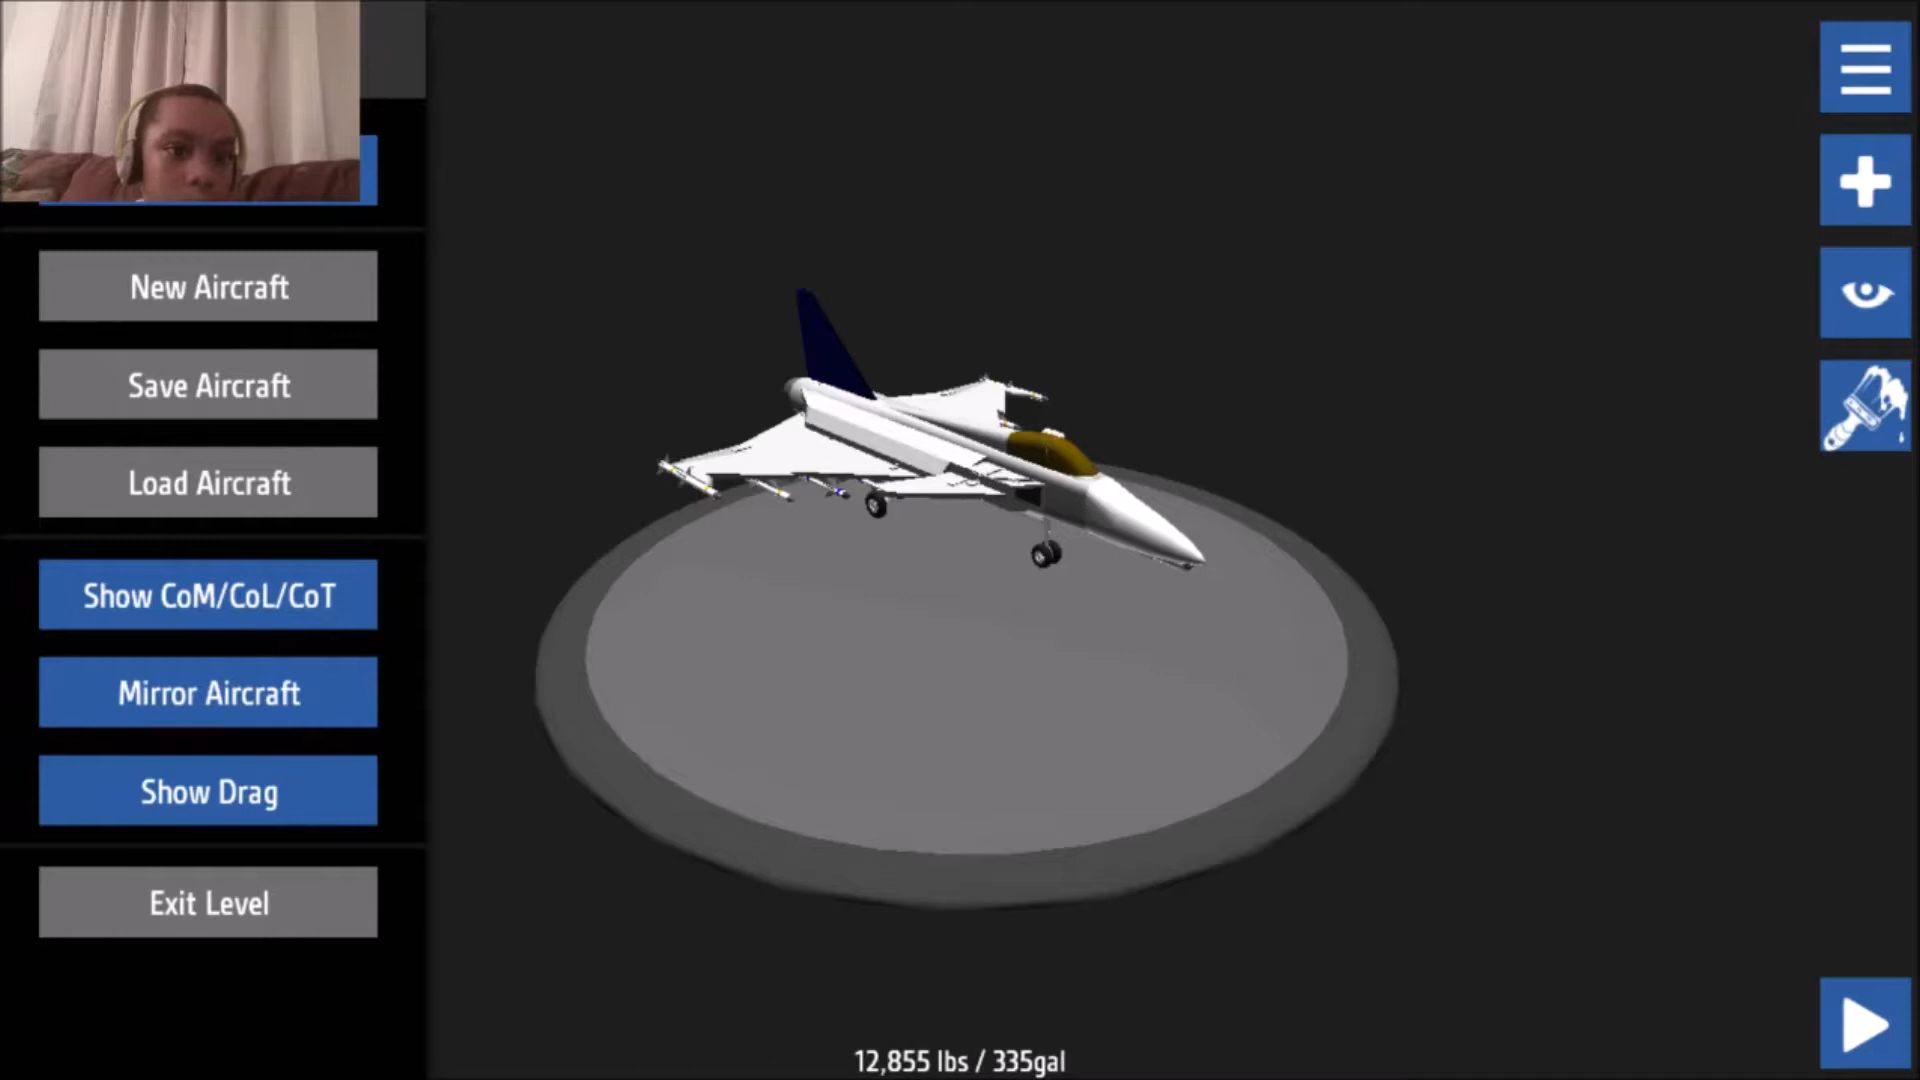 New Aircraft
Save Aircraft
Load Aircraft
Show CoM/CoL/CoT
Mirror Aircraft
Show Drag
Exit Level
12,855 lbs / 335gal